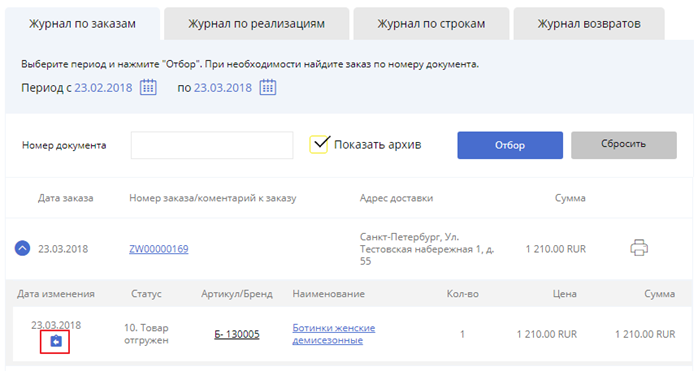 Журнал по заказам Журнал по реализациям Журнал по строкам Журнал возвратов
Выберите период и нажмите "Отбор". При необходимости найдите заказ по номеру документа.
Период с 23.02.2018 по 23.03.2018
Номер документа Показать архив Отбор Сбросить
Дата заказа Номер заказа/коментарий к заказу Адрес доставки Сумма
23.03.2018 ZW00000169 Санкт-Петербург, Ул.
Тестовская набережная 1, д.
55 1 210.00 RUR
Дата изменения Статус Артикул/Бренд Наименование Кол-во Цена Сумма
23.03.2018 10. Товар
отгружен Б- 130005 Ботинки женские
демисезонные 1 1 210.00 RUR 1 210.00 RUR